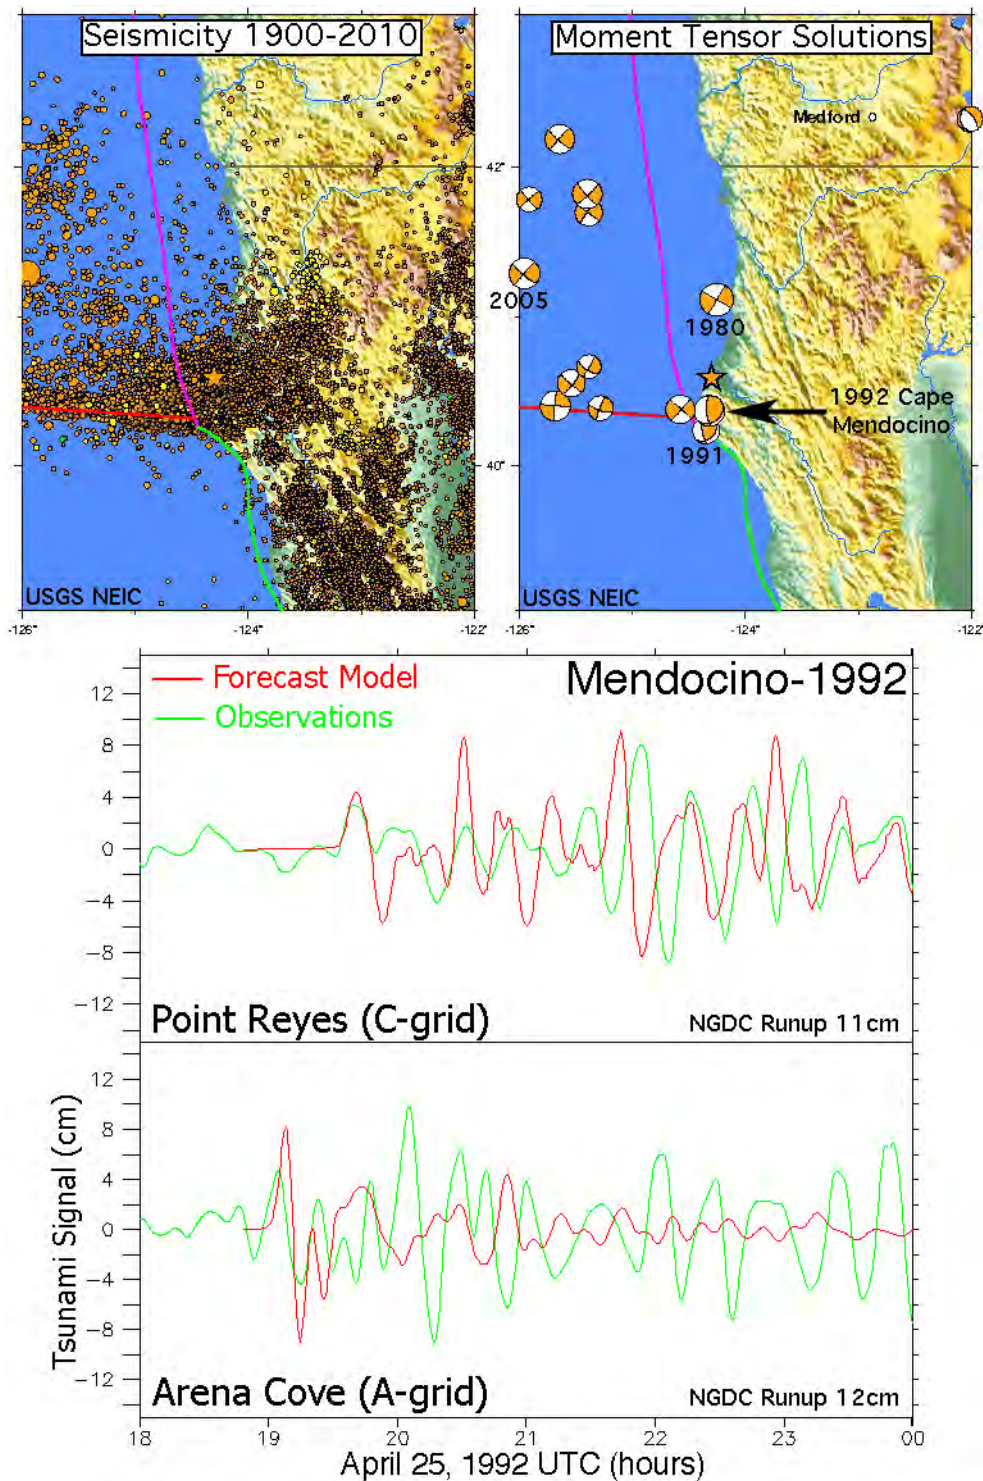 Seismicity 1900-2010
Moment Tensor Solutions
Medford
42°
42°
2005
1980
1992 Cape
Mendocino
1991
40°
40°
USGS NEIC
USGS NEIC
-126°
-124°
-122°
-126°
-124°
-122°
Forecast Model
Observations
Mendocino-1992
12
8
4
0
-4
-8
-12
Point Reyes (C-grid)
NGDC Runup 11cm
12
8
4
0
-4
-8
-12
Tsunami Signal (cm)
Arena Cove (A-grid)
NGDC Runup 12cm
18
19
20
21
22
23
00
April 25, 1992 UTC (hours)